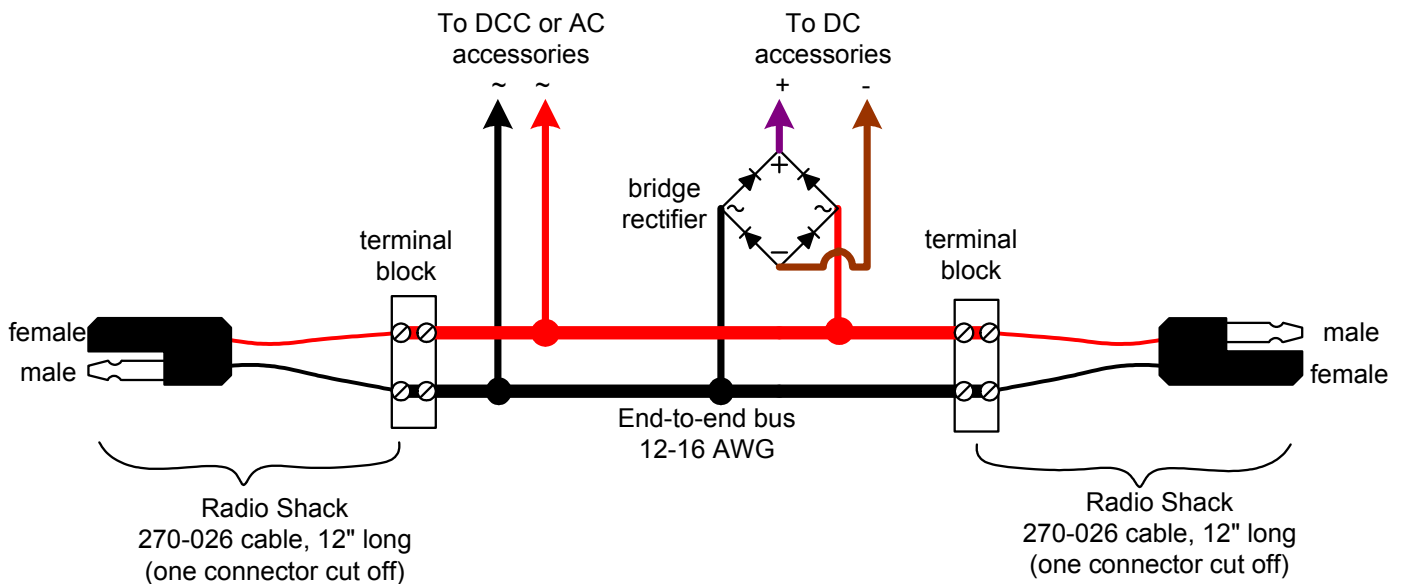 To DCC or AC
accessories
~ ~
To DC
accessories
+ -
bridge
rectifier
+
~ ~
−
terminal
block
terminal
block
female
male
male
female
End-to-end bus
12-16 AWG
Radio Shack
270-026 cable, 12" long
(one connector cut off)
Radio Shack
270-026 cable, 12" long
(one connector cut off)